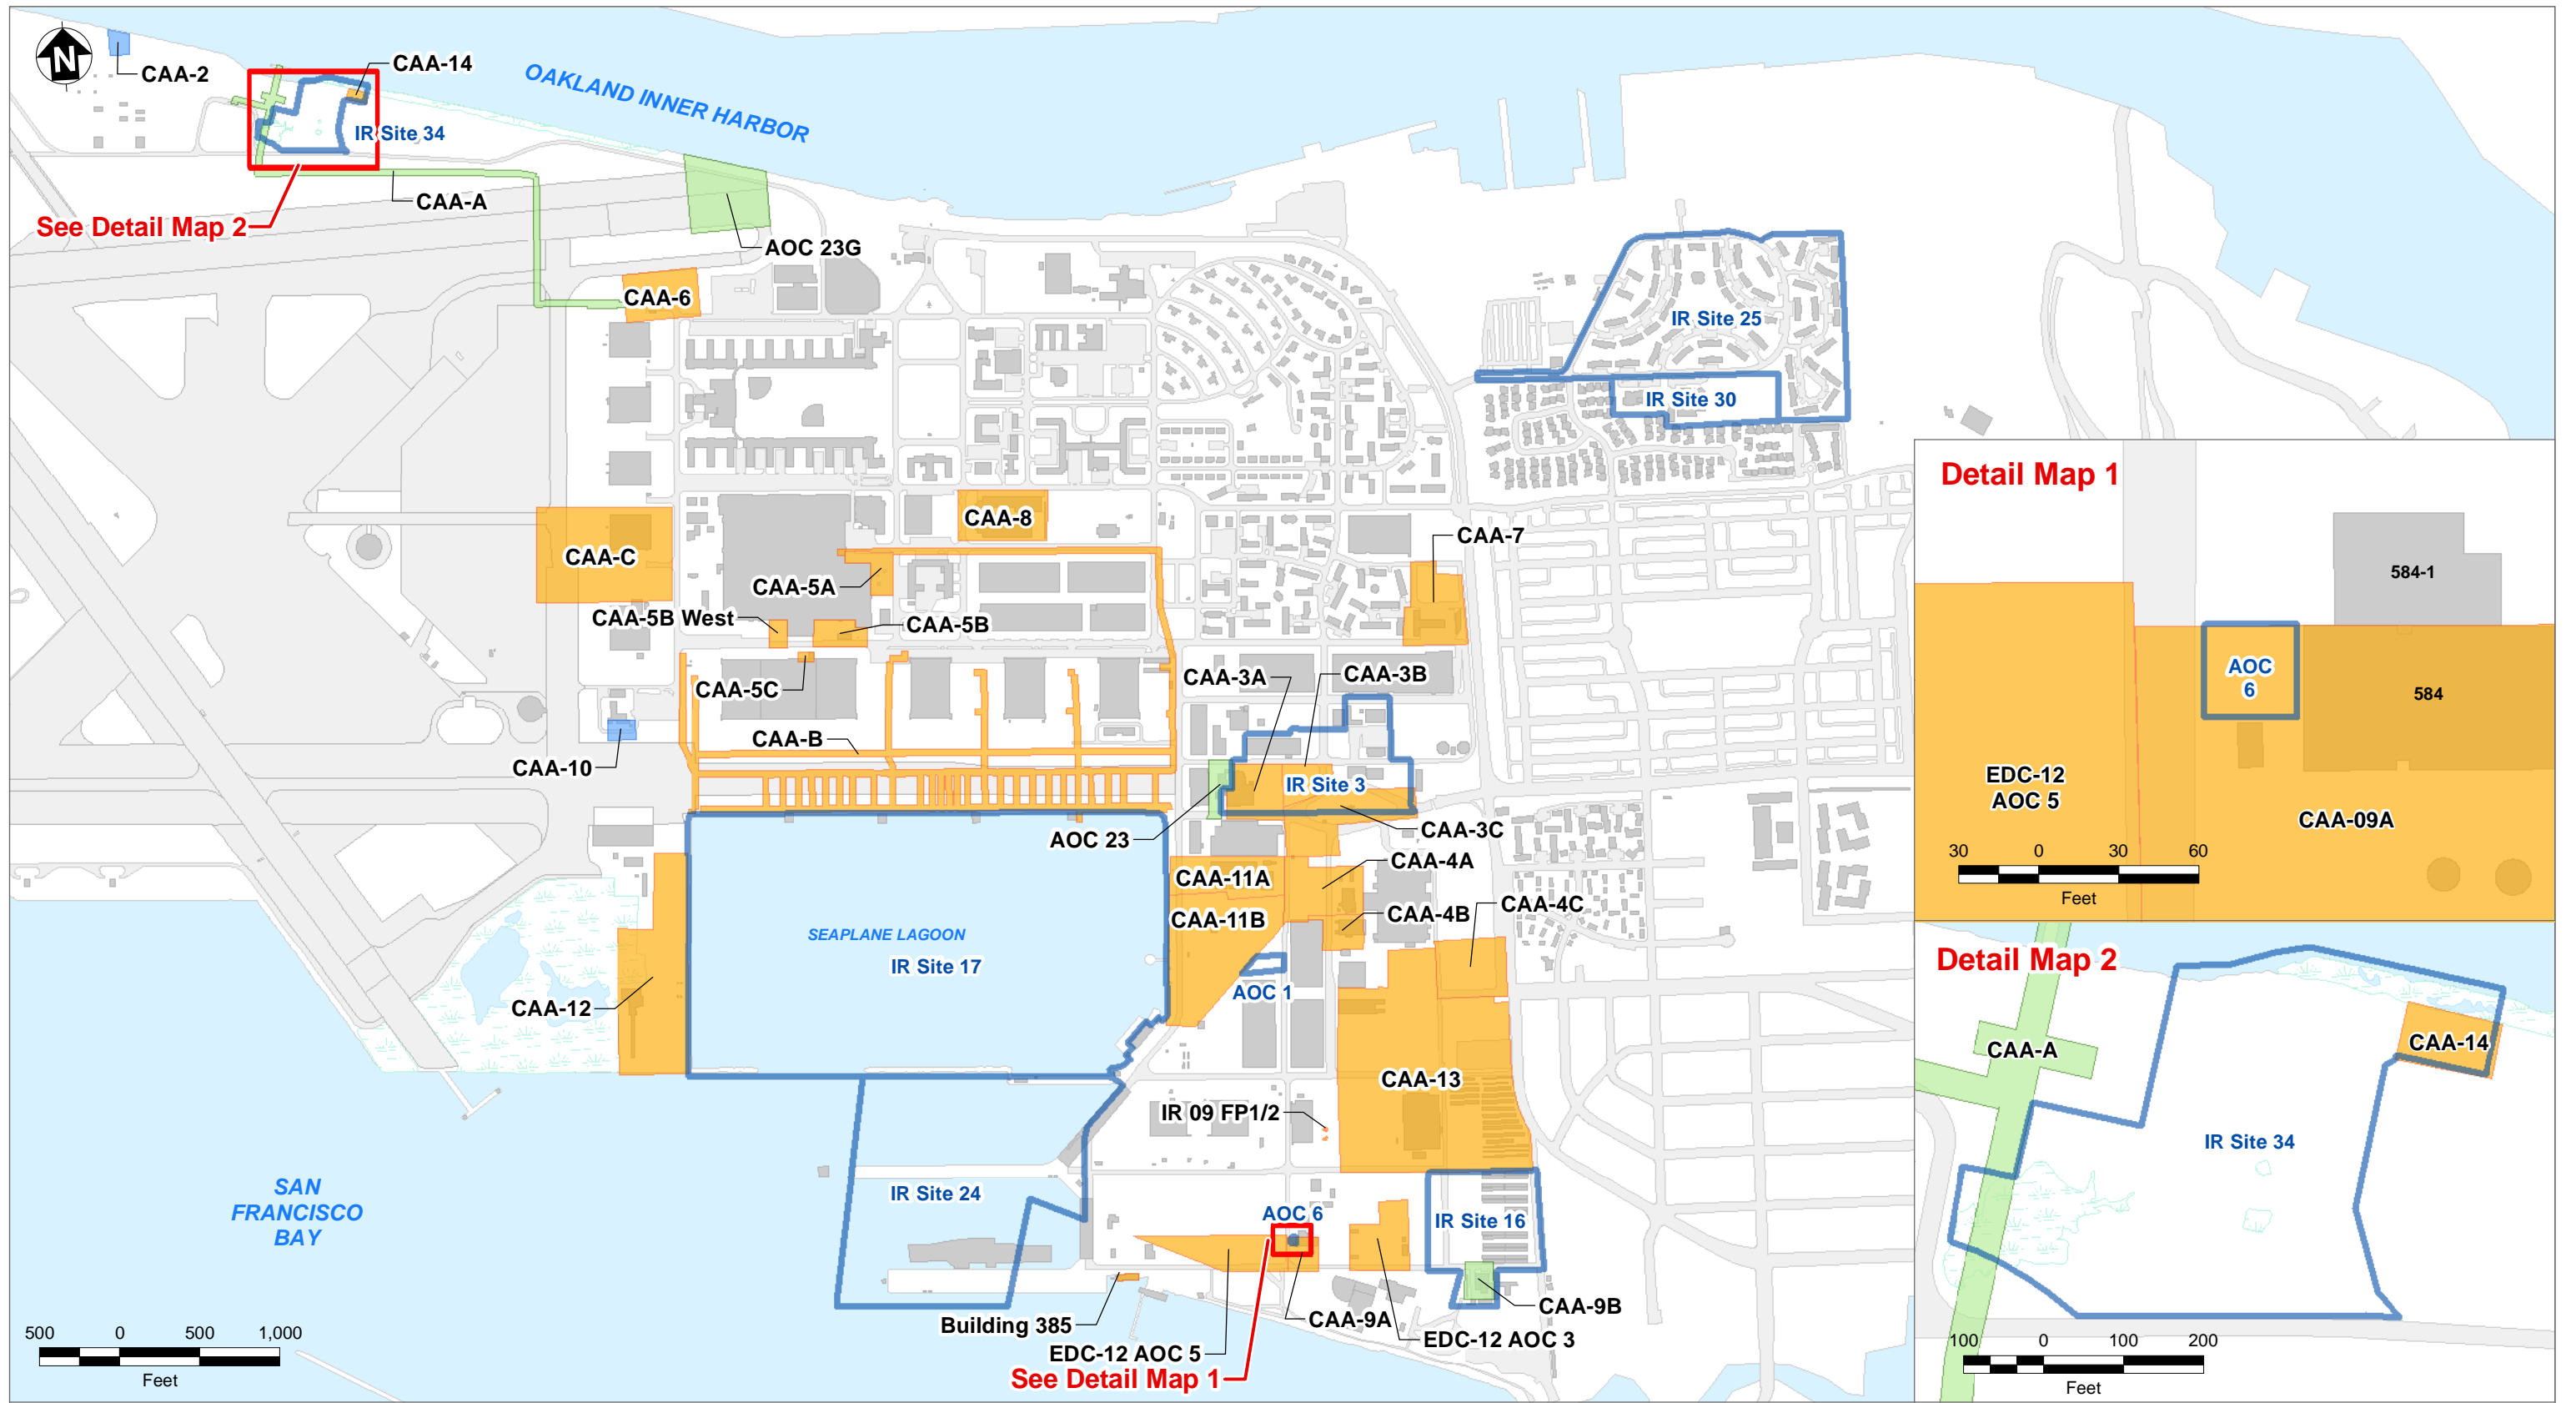 N
CAA-2
CAA-14
OAKLAND INNER HARBOR
IR Site 34
CAA-A
See Detail Map 2
AOC 23G
CAA-6
IR Site 25
IR Site 30
CAA-8
CAA-C
CAA-7
CAA-5A
CAA-5B West
CAA-5B
CAA-5C
CAA-3A
CAA-3B
CAA-B
CAA-10
IR Site 3
AOC 23
CAA-3C
CAA-4A
CAA-11A
CAA-4B
CAA-4C
CAA-11B
SEAPLANE LAGOON
IR Site 17
AOC 1
CAA-12
CAA-13
IR 09 FP1/2
SAN
FRANCISCO
BAY
IR Site 24
AOC 6
IR Site 16
CAA-9B
CAA-9A
Building 385
EDC-12 AOC 3
EDC-12 AOC 5
See Detail Map 1
500 0 500 1,000
Feet
Detail Map 1
584-1
AOC
6
584
EDC-12
AOC 5
CAA-09A
30 0 30 60
Feet
Detail Map 2
CAA-14
CAA-A
IR Site 34
100 0 100 200
Feet